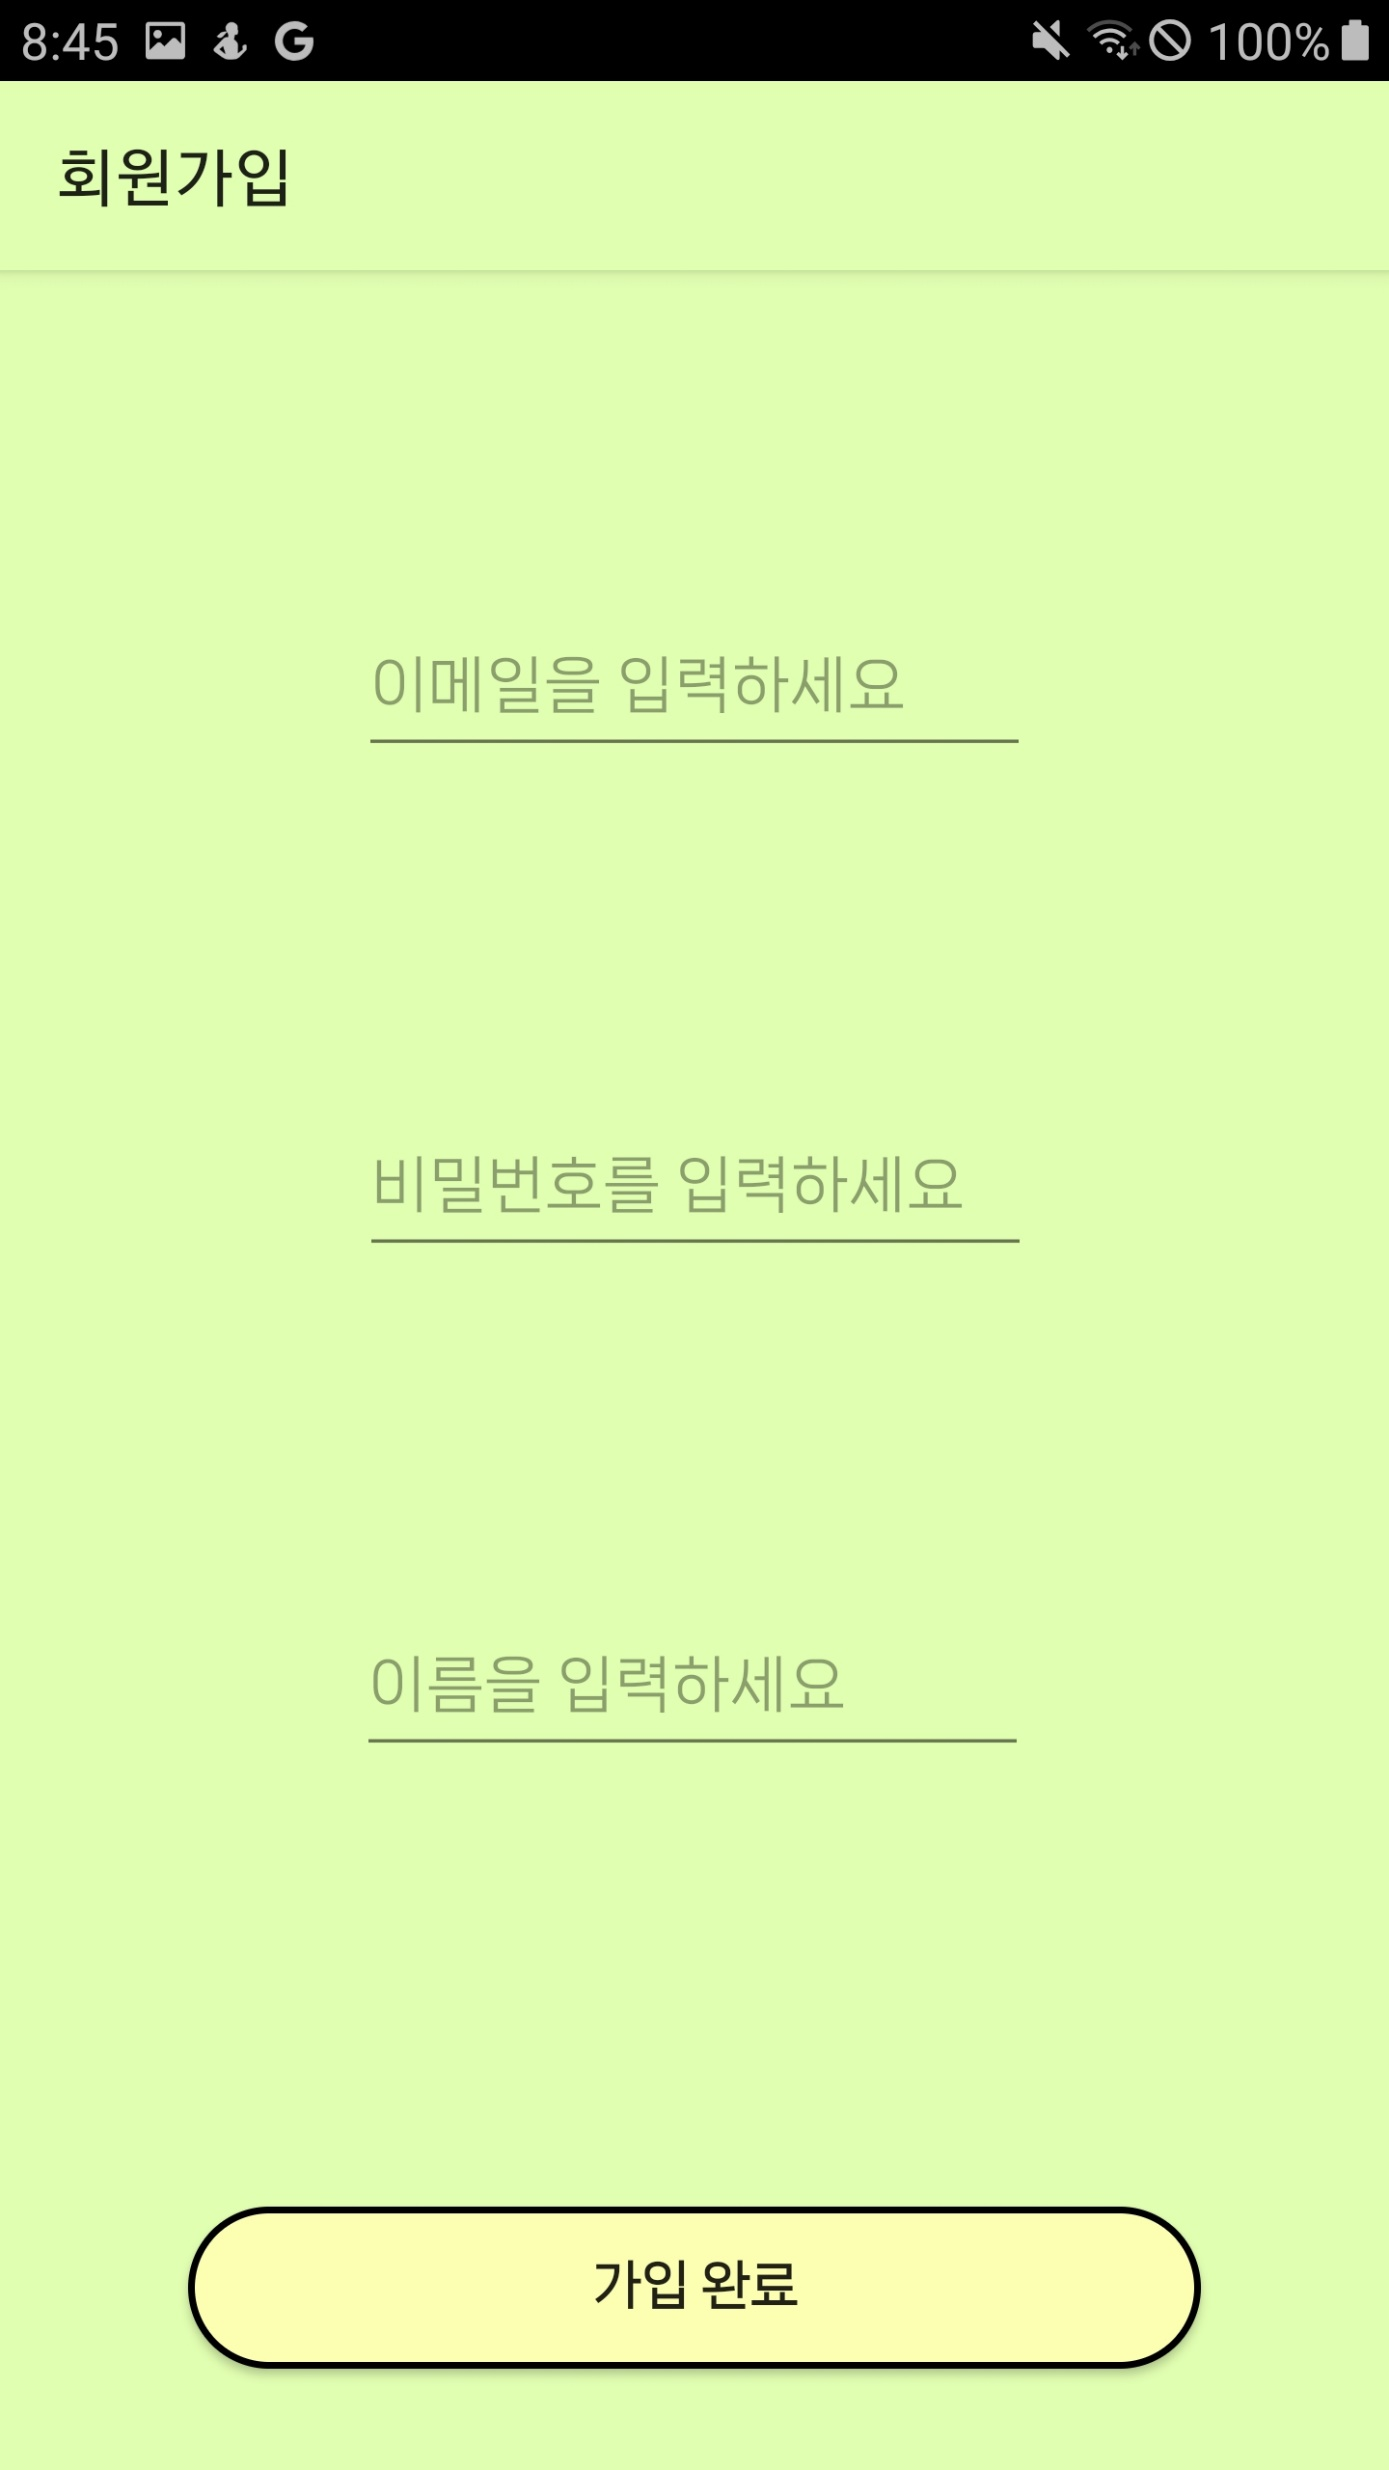 8:45 G 100%
회원가입
이메일을 입력하세요
비밀번호를 입력하세요
이름을 입력하세요
가입 완료